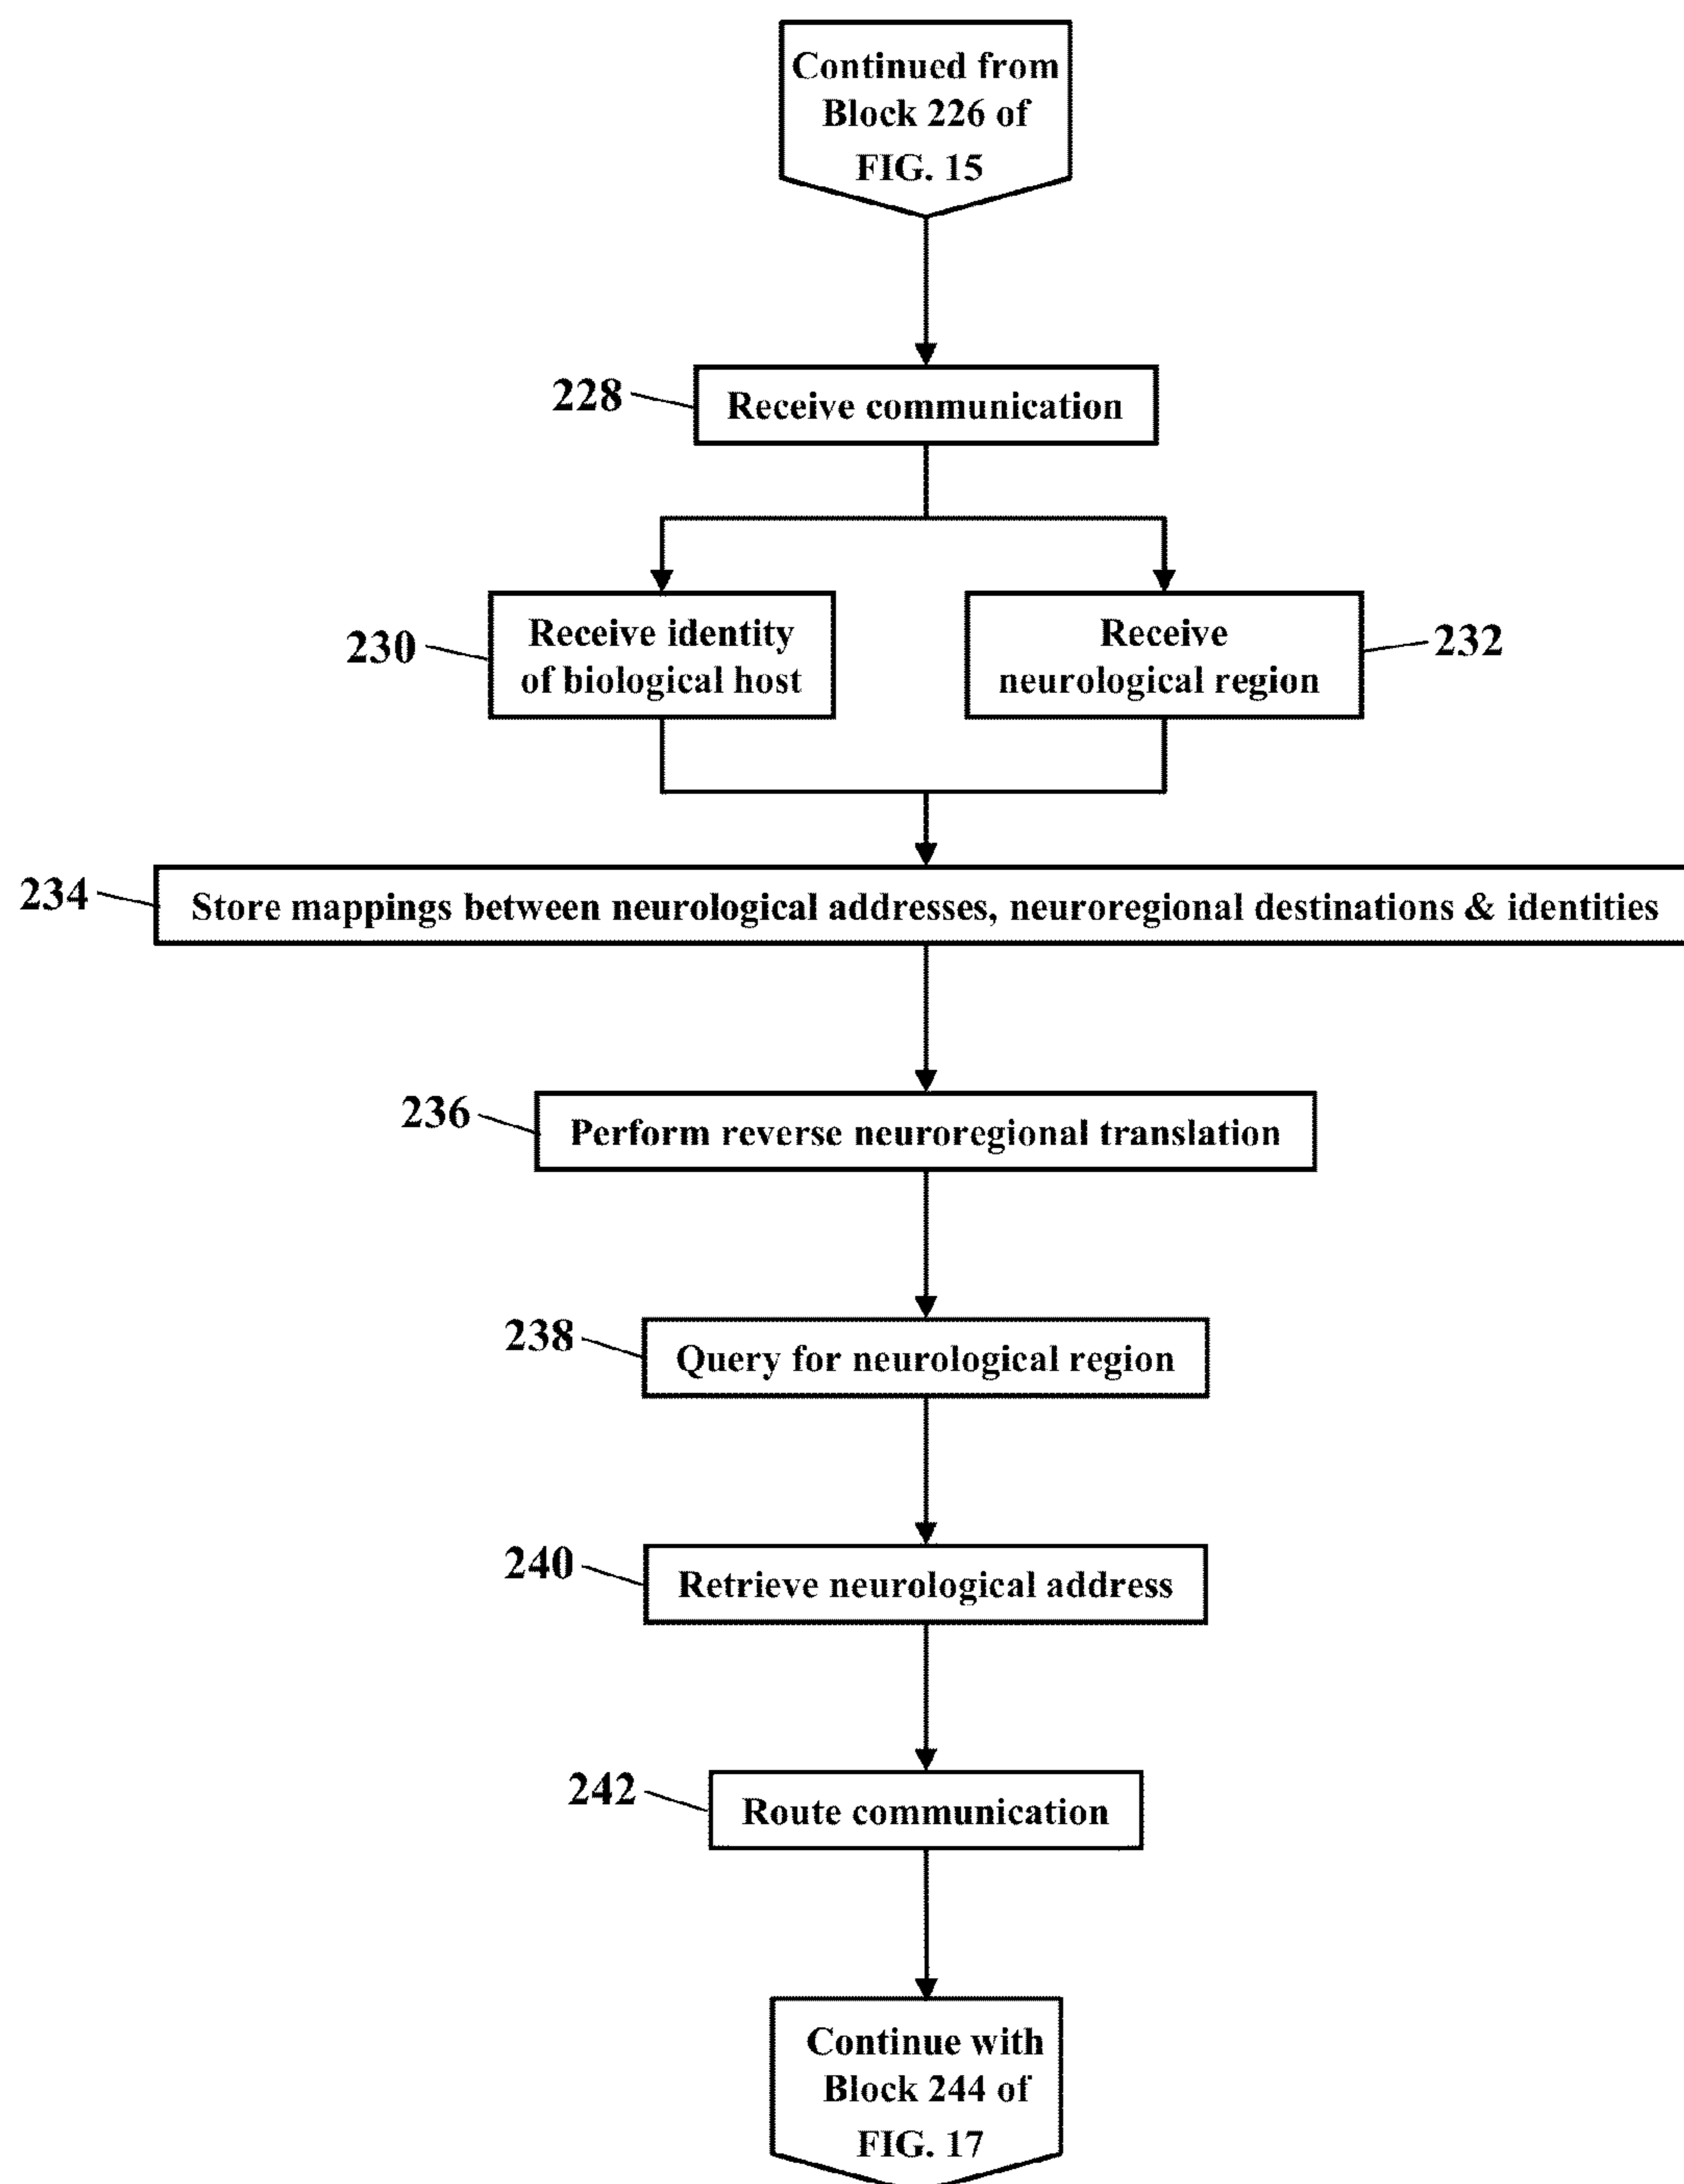 Continued from
Block 226 of
FIG. 15
228
Receive communication
230
Receive identity
of biological host
Receive
neurological region
232
234
Store mappings between neurological addresses, neuroregional destinations & identities
236
Perform reverse neuroregional translation
238
Query for neurological region
240
Retrieve neurological address
242
Route communication
Continue with
Block 244 of
FIG. 17